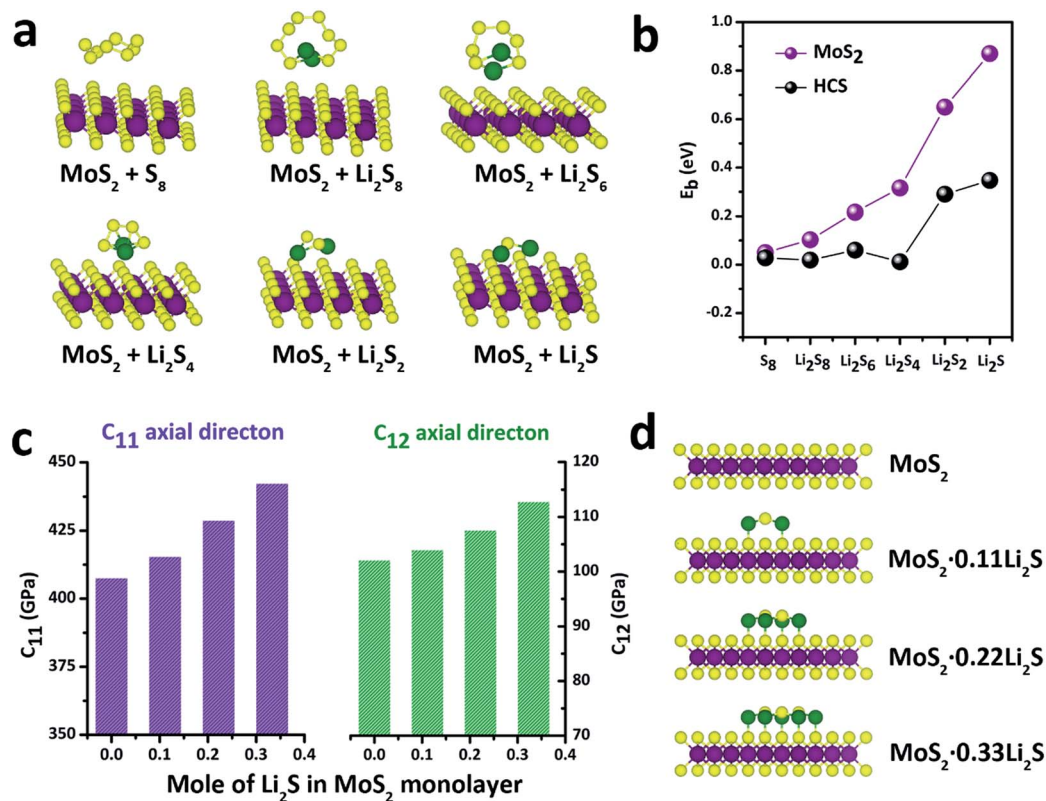 a
MoS2 + S8
MoS2 + Li2S8
MoS2 + Li2S6
MoS2 + Li2S4
MoS2 + Li2S2
MoS2 + Li2S
b
MoS2
HCS
Eb (eV)
1.0
0.8
0.6
0.4
0.2
0.0
-0.2
S8 Li2S8 Li2S6 Li2S4 Li2S2 Li2S
c
C11 axial directon
C12 axial directon
C11 (GPa)
450
425
400
375
350
0.0 0.1 0.2 0.3 0.4
0.0 0.1 0.2 0.3 0.4
120
110
100
90
80
70
C12 (GPa)
Mole of Li2S in MoS2 monolayer
d
MoS2
MoS2·0.11Li2S
MoS2·0.22Li2S
MoS2·0.33Li2S